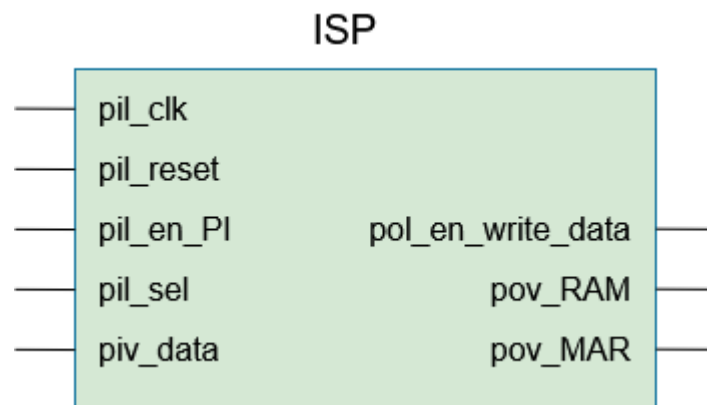 ISP
pil_clk
pil_reset
pil_en_PI
pol_en_write_data
pil_sel
pov_RAM
piv_data
pov_MAR